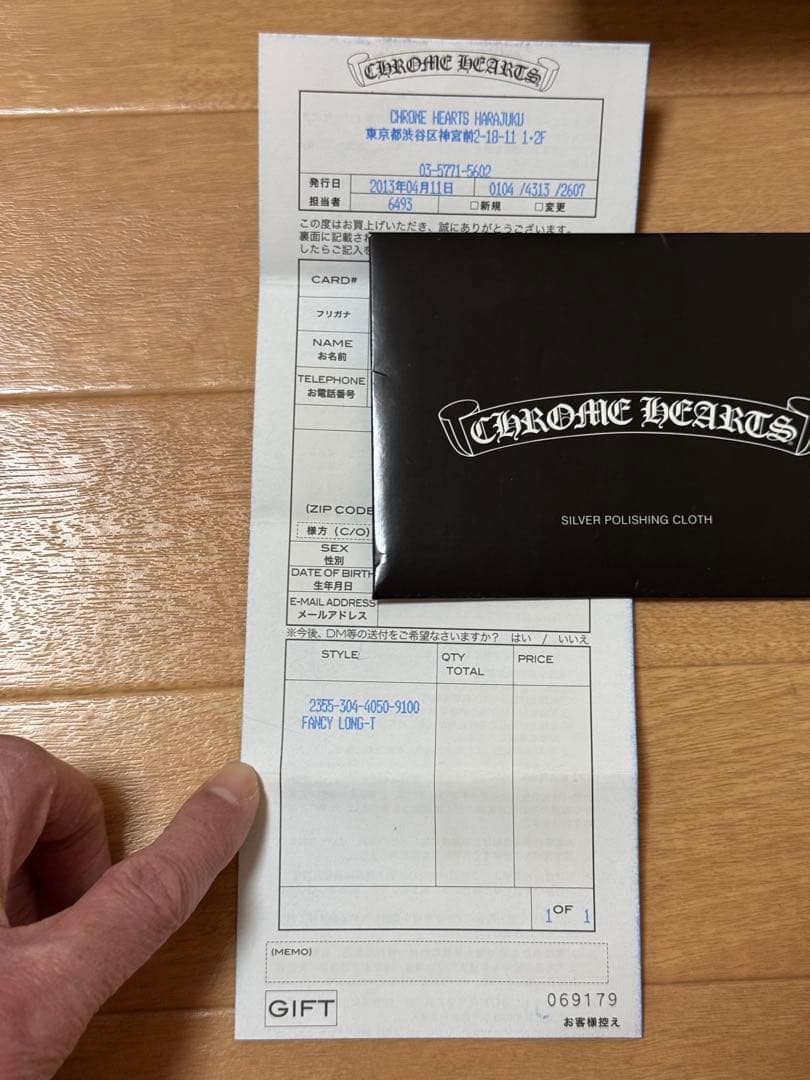 CHROME HEARTS
CHROME HEARTS HARAJUKU
東京都渋谷区神宮前2-18-11 1・2F
03-5771-5602
発行日 2013年04月11日 0104 /4313 /2607
担当者 6493 □新規 □変更
この度はお買上げいただき、誠にありがとうございます。
裏面に記載され
したらご記入を
CARD#
フリガナ
NAME
お名前
TELEPHONE
お電話番号
(ZIP CODE
様方 (C/O)
SEX
性別
DATE OF BIRTH
生年月日
E-MAIL ADDRESS
メールアドレス
※今後、DM等の送付をご希望なさいますか? はい / いいえ
STYLE QTY TOTAL PRICE
2355-304-4050-9100
FANCY LONG-T
1 OF 1
(MEMO)
GIFT
069179
お客様控え
CHROME HEARTS
SILVER POLISHING CLOTH